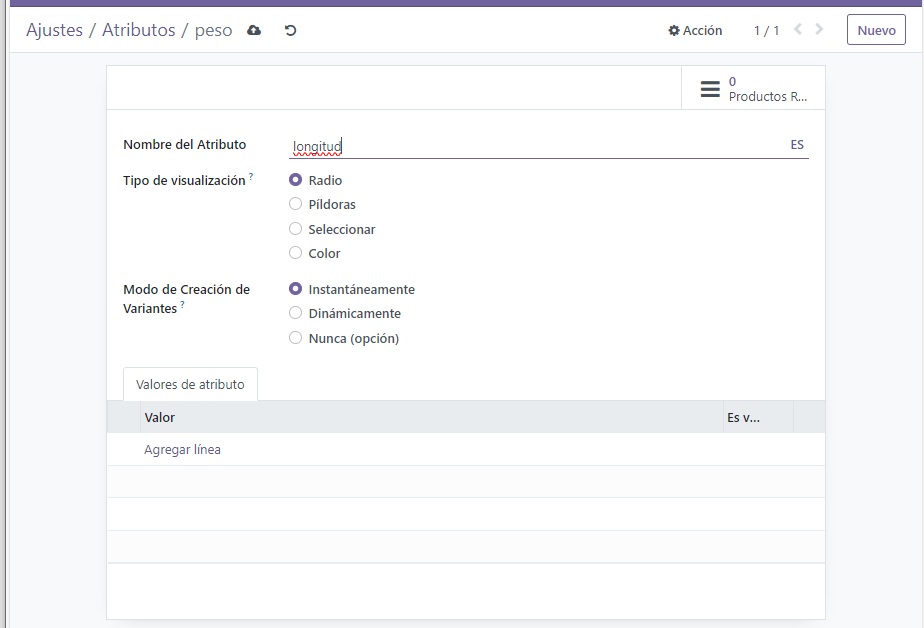 Ajustes / Atributos / peso
Acción
1 / 1
Nuevo
0
Productos R...
Nombre del Atributo
longitud
ES
Tipo de visualización ?
Radio
Píldoras
Seleccionar
Color
Modo de Creación de
Variantes ?
Instantáneamente
Dinámicamente
Nunca (opción)
Valores de atributo
Valor
Es v...
Agregar línea